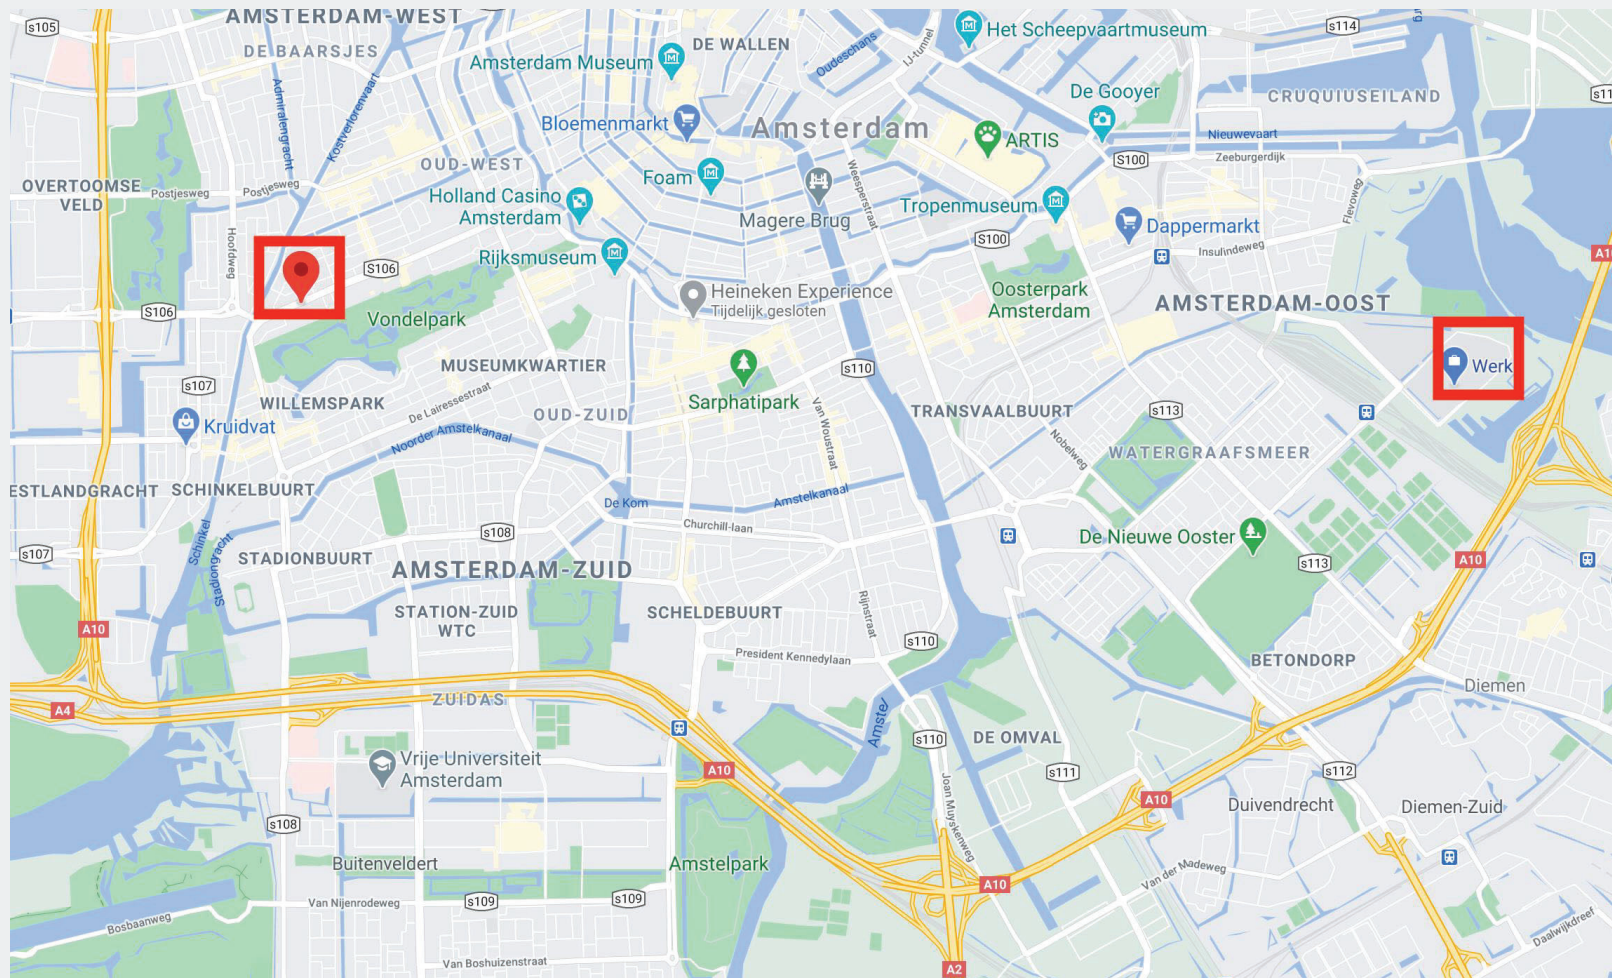 AMSTERDAM-WEST
s105
DE BAARSJES
Admiralengracht
Kostverlorenvaart
Amsterdam Museum
DE WALLEN
Oudeschans
IJ-tunnel
Het Scheepvaartmuseum
s114
De Gooyer
CRUQUIUSEILAND
Bloemenmarkt
Amsterdam
ARTIS
Nieuwevaart
S100
Zeeburgerdijk
OUD-WEST
OVERTOOMSE
VELD
Postjesweg
Postjesweg
Foam
Weesperstraat
Holland Casino
Amsterdam
Magere Brug
Tropenmuseum
Dappermarkt
Flevoweg
Hoofdweg
S100
Insulindeweg
A1
Rijksmuseum
S106
Heineken Experience
Tijdelijk gesloten
Oosterpark
Amsterdam
AMSTERDAM-OOST
S106
Vondelpark
MUSEUMKWARTIER
s110
Werk
s107
De Lairessestraat
WILLEMSPARK
Sarphatipark
Van Woustraat
TRANSVAALBUURT
s113
OUD-ZUID
Kruidvat
Noorder Amstelkanaal
Nobelweg
WATERGRAAFSMEER
ESTLANDGRACHT
SCHINKELBUURT
De Kom
Amstelkanaal
Churchill-laan
s108
De Nieuwe Ooster
s107
Schinkel
Stadiongracht
STADIONBUURT
AMSTERDAM-ZUID
s113
A10
STATION-ZUID
WTC
SCHELDEBUURT
Rijnstraat
A10
s110
President Kennedylaan
BETONDORP
Diemen
ZUIDAS
A4
Amstel
s110
DE OMVAL
Vrije Universiteit
Amsterdam
A10
s111
s112
Joan Muyskenweg
A10
Duivendrecht
Diemen-Zuid
s108
Buitenveldert
Amstelpark
A10
Van der Madeweg
Van Nijenrodeweg
s109
s109
Bosbaanweg
Daalwijkdreef
Van Boshuizenstraat
A2